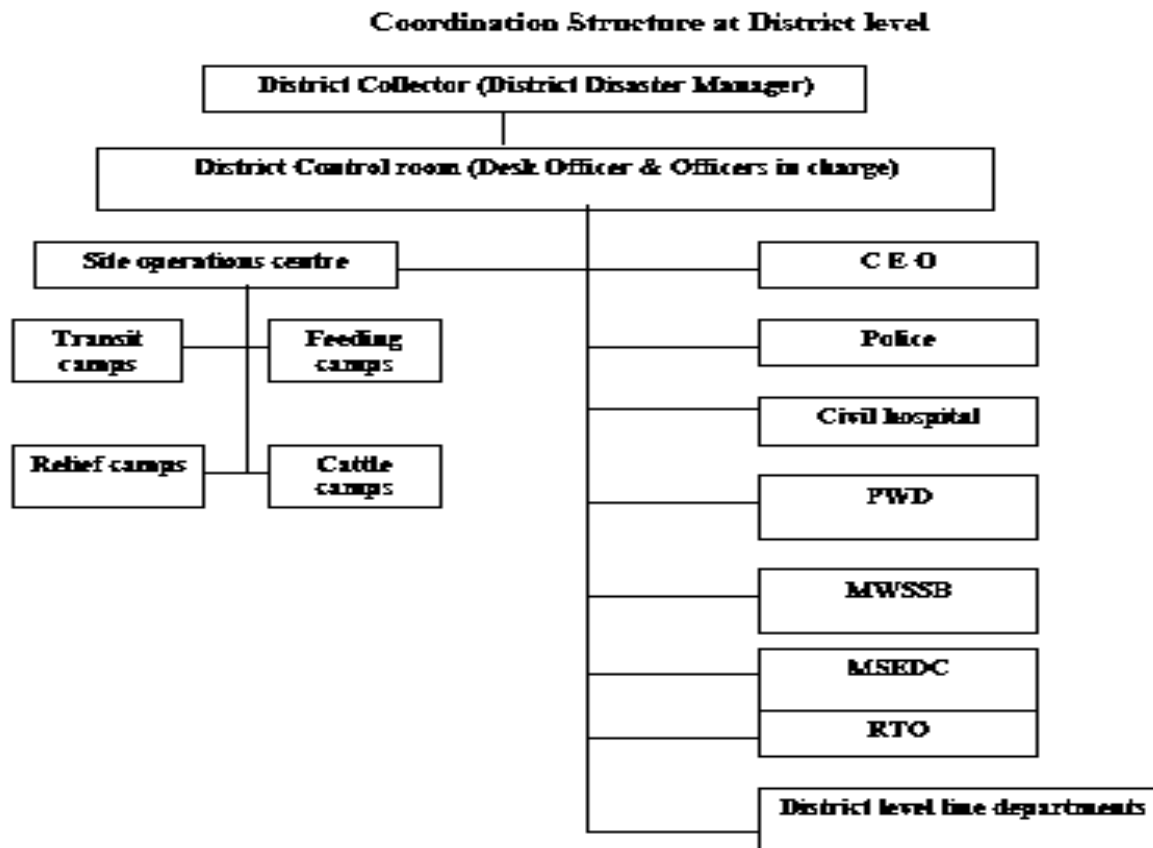 Coordination Structure at District level
District Collector (District Disaster Manager)
District Control room (Desk Officer & Officers in charge)
Site operations centre
C E O
Transit
camps
Feeding
camps
Police
Civil hospital
Relief camps
Cattle
camps
PWD
MWSSB
MSEDC
RTO
District level line departments